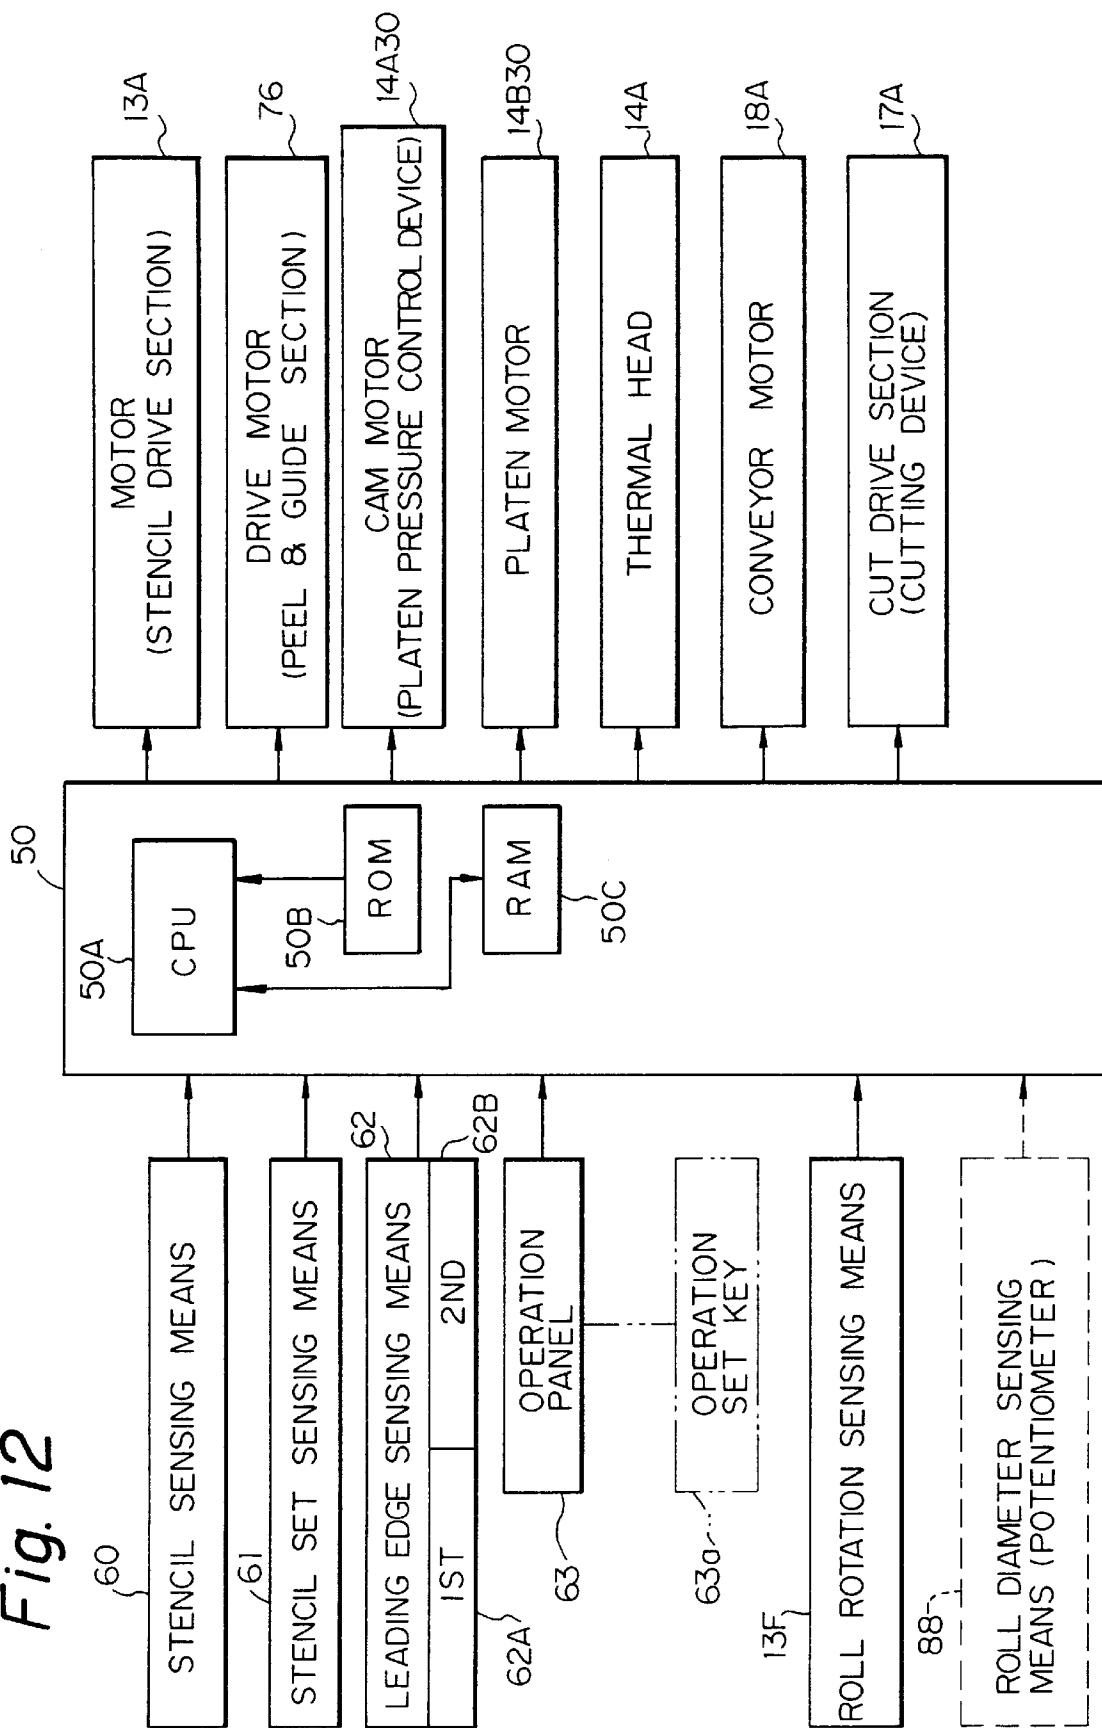 Fig. 12
60
STENCIL SENSING MEANS
61
STENCIL SET SENSING MEANS
62
LEADING EDGE SENSING MEANS
1ST
2ND
62A
62B
OPERATION
PANEL
63
OPERATION
SET KEY
63a
13F
ROLL ROTATION SENSING MEANS
88
ROLL DIAMETER SENSING
MEANS (POTENTIOMETER)
50
50A
CPU
50B
ROM
RAM
50C
MOTOR
(STENCIL DRIVE SECTION)
13A
DRIVE MOTOR
(PEEL & GUIDE SECTION)
76
CAM MOTOR
(PLATEN PRESSURE CONTROL DEVICE)
14A30
PLATEN MOTOR
14B30
THERMAL HEAD
14A
CONVEYOR MOTOR
18A
CUT DRIVE SECTION
(CUTTING DEVICE)
17A